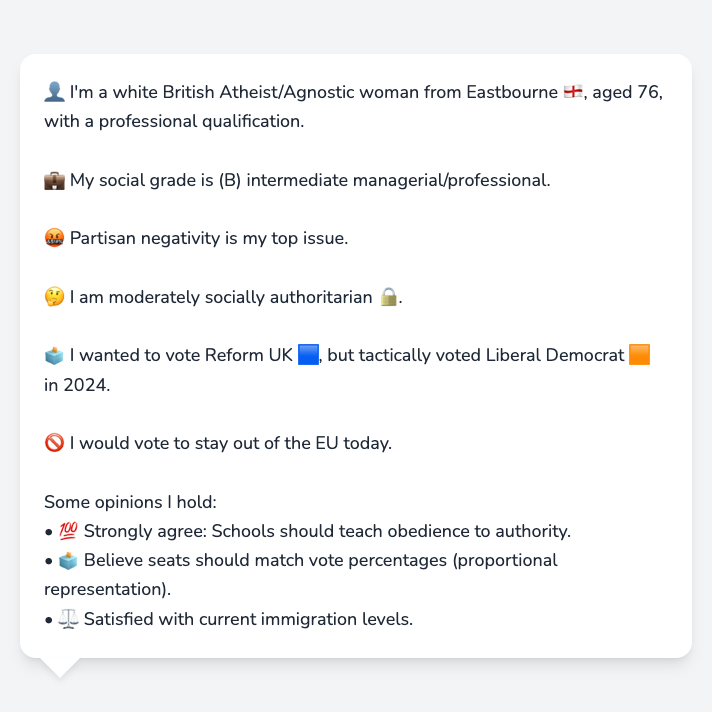 👤 I'm a white British Atheist/Agnostic woman from Eastbourne 🏴󠁧󠁢󠁥󠁮󠁧󠁿, aged 76,
with a professional qualification.
💼 My social grade is (B) intermediate managerial/professional.
🤬 Partisan negativity is my top issue.
🤔 I am moderately socially authoritarian 🔒.
🗳️ I wanted to vote Reform UK 🟦, but tactically voted Liberal Democrat 🟧
in 2024.
🚫 I would vote to stay out of the EU today.
Some opinions I hold:
• 💯 Strongly agree: Schools should teach obedience to authority.
• 🗳️ Believe seats should match vote percentages (proportional
representation).
• ⚖️ Satisfied with current immigration levels.